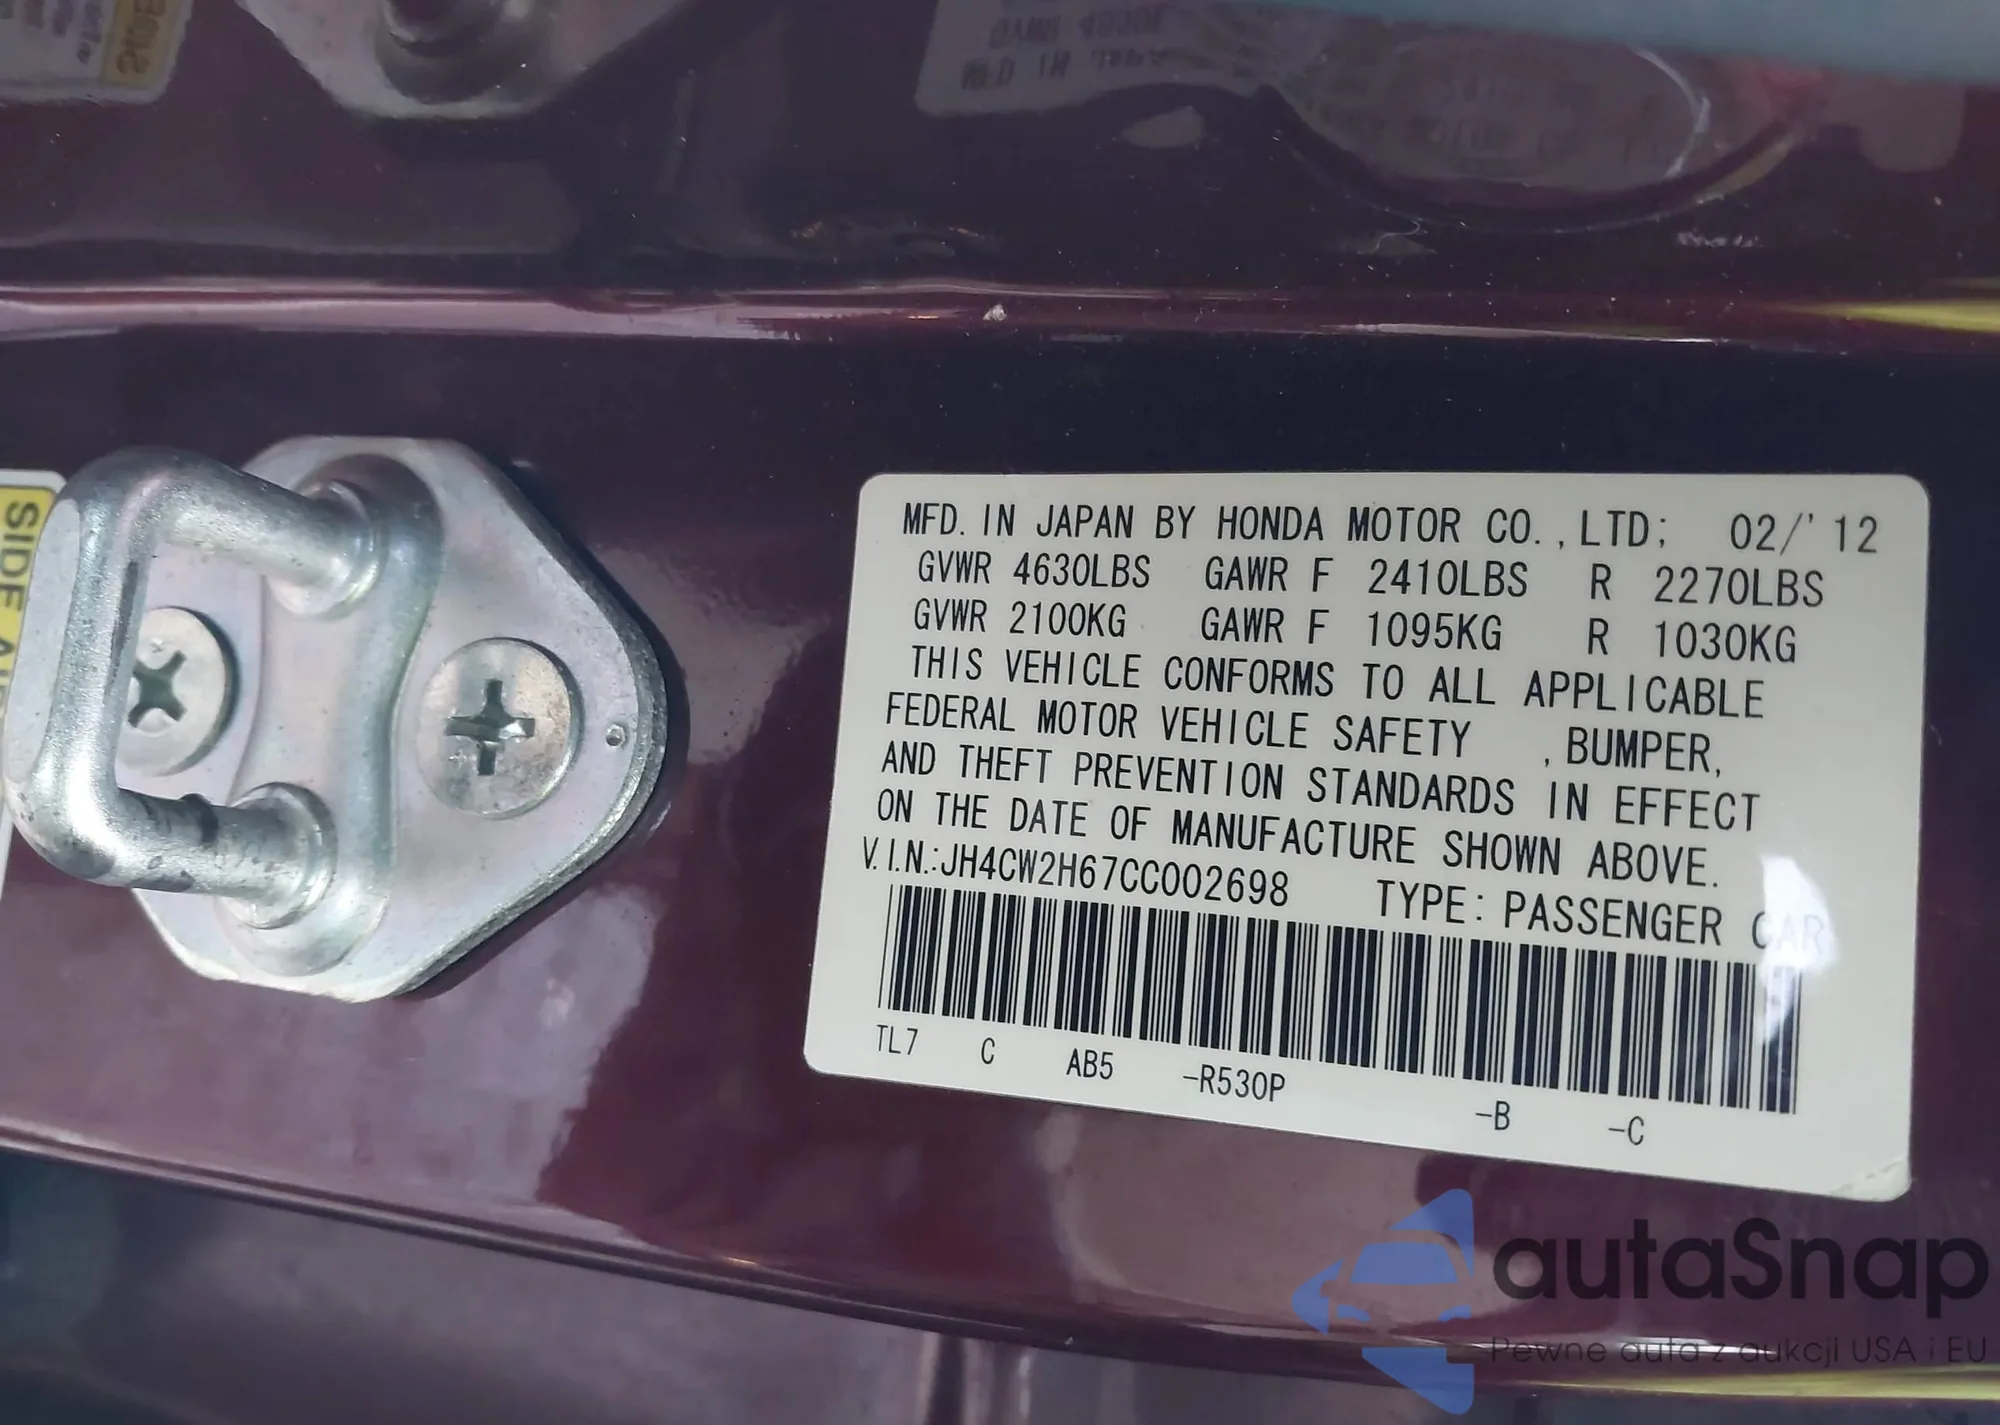 MFD. IN JAPAN BY HONDA MOTOR CO., LTD; 02/'12
GVWR 4630LBS GAWR F 2410LBS R 2270LBS
GVWR 2100KG GAWR F 1095KG R 1030KG
THIS VEHICLE CONFORMS TO ALL APPLICABLE
FEDERAL MOTOR VEHICLE SAFETY , BUMPER,
AND THEFT PREVENTION STANDARDS IN EFFECT
ON THE DATE OF MANUFACTURE SHOWN ABOVE.
V.I.N.:JH4CW2H67CC002698 TYPE: PASSENGER CAR
TL7 C AB5 -R530P -B -C
SIDE
autaSnap
Pewne auta z aukcji USA i EU